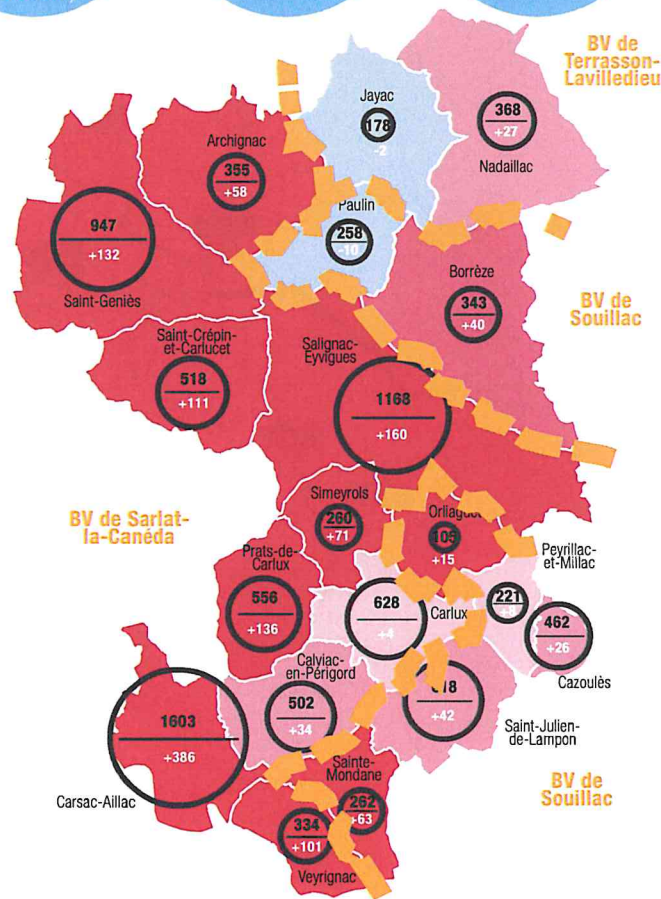 BV de
Terrasson-
Lavilledieu
Jayac
178
-2
368
+27
Nadaillac
Archignac
355
+58
Paulin
258
-10
947
+132
Saint-Geniès
Borrèze
343
+40
BV de
Souillac
Saint-Crépin-
et-Carlucet
518
+111
Salignac-
Eyvigues
1168
+160
Simeyrols
260
+71
Orliaguet
105
+15
BV de Sarlat-
la-Canéda
Prats-de-
Carlux
556
+136
628
+4
Carlux
Peyrillac-
et-Millac
221
+8
462
+26
Cazoulès
Calviac-
en-Périgord
502
+34
+42
Saint-Julien-
de-Lampon
1603
+386
Carsac-Aillac
Sainte-
Mondane
262
+63
334
+101
Veyrignac
BV de
Souillac